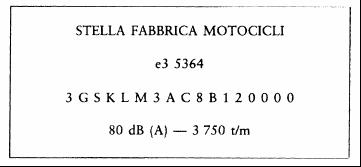 STELLA FABBRICA MOTOCICLI
e3 5364
3 G S K L M 3 A C 8 B 1 2 0 0 0 0
80 dB (A) — 3 750 t/m